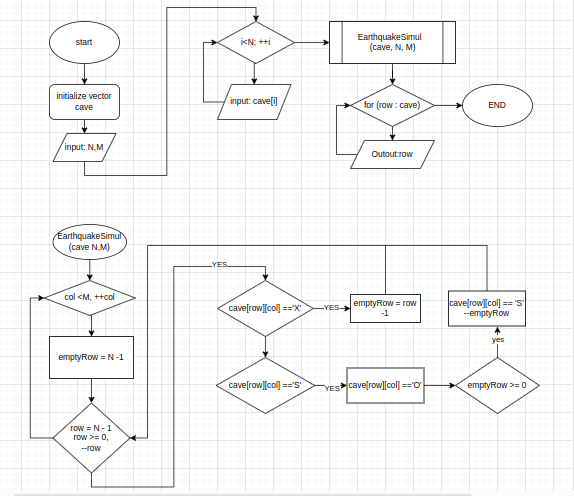 start
initialize vector
cave
input: N,M
i<N; ++i
input: cave[i]
EarthquakeSimul
(cave, N, M)
for (row : cave)
Outout:row
END
EarthquakeSimul
(cave N,M)
col <M, ++col
emptyRow = N -1
row = N - 1
row >= 0,
--row
YES
cave[row][col] =='X'
YES
emptyRow = row
-1
cave[row][col] =='S'
YES
cave[row][col] =='O'
emptyRow >= 0
yes
cave[row][col] == 'S'
--emptyRow